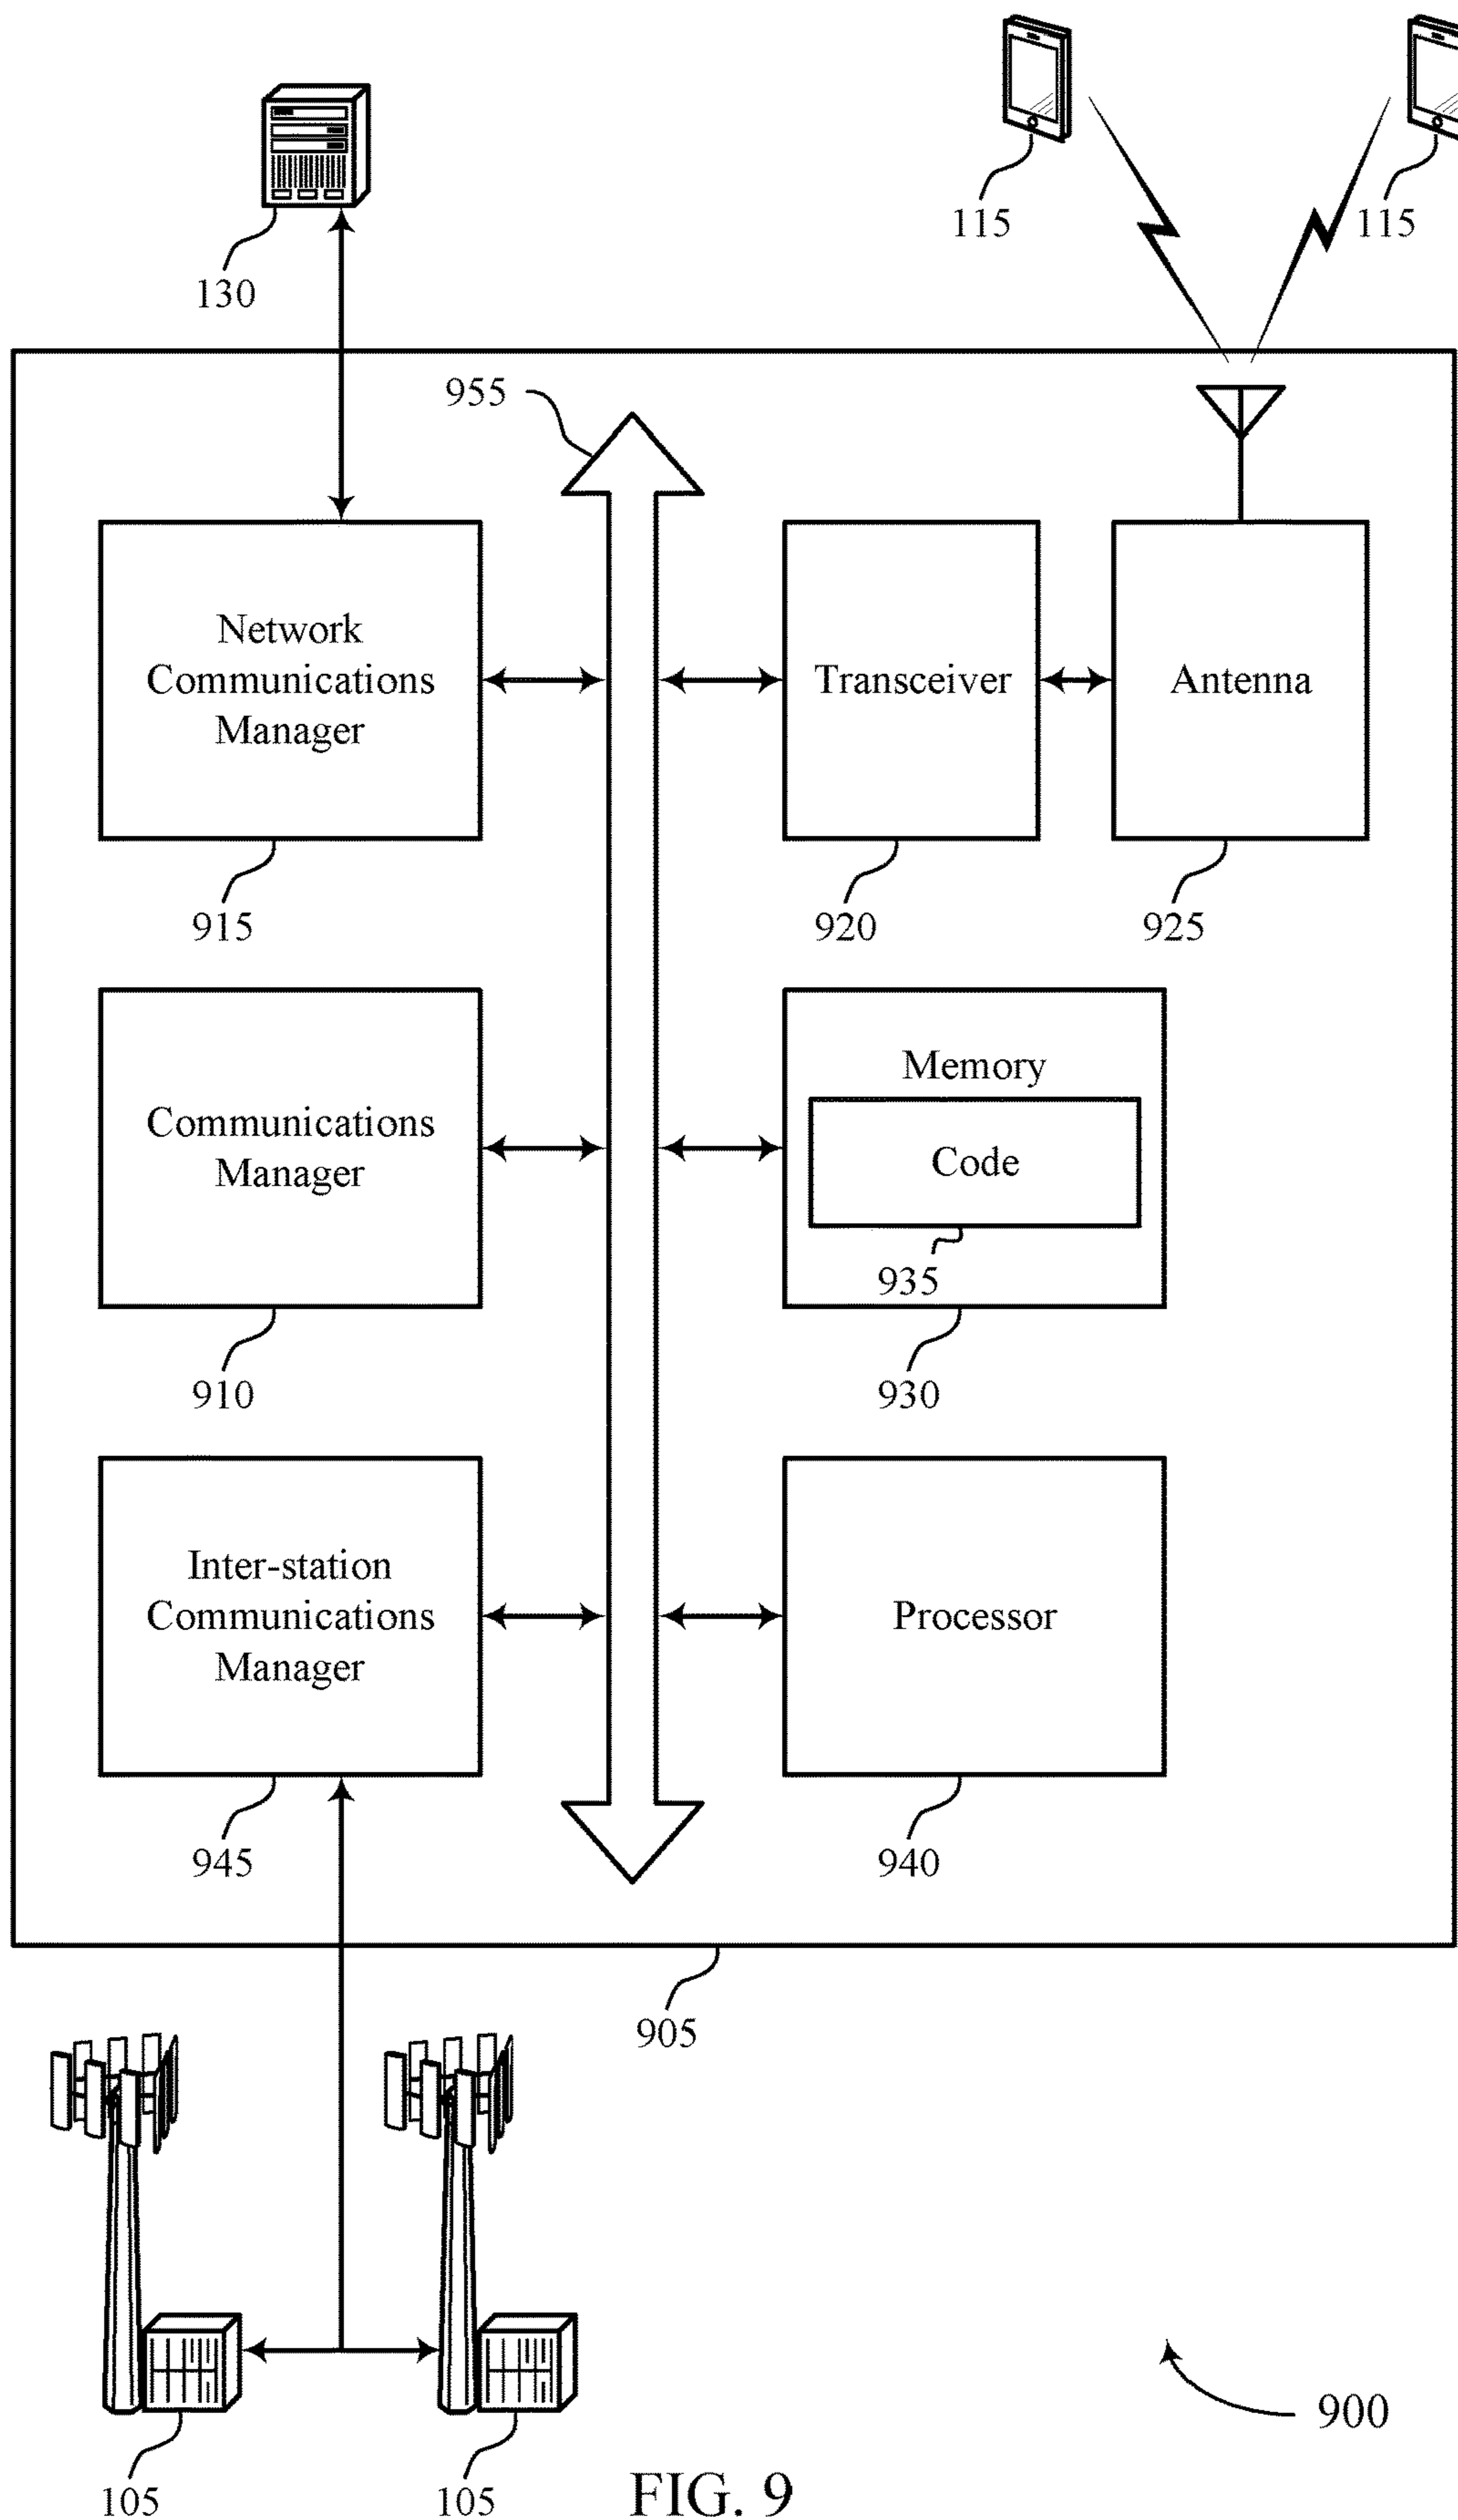 115
115
130
955
Network
Communications
Manager
Transceiver
Antenna
915
920
925
Communications
Manager
Memory
Code
935
910
930
Inter-station
Communications
Manager
Processor
945
940
905
900
105
105
FIG. 9